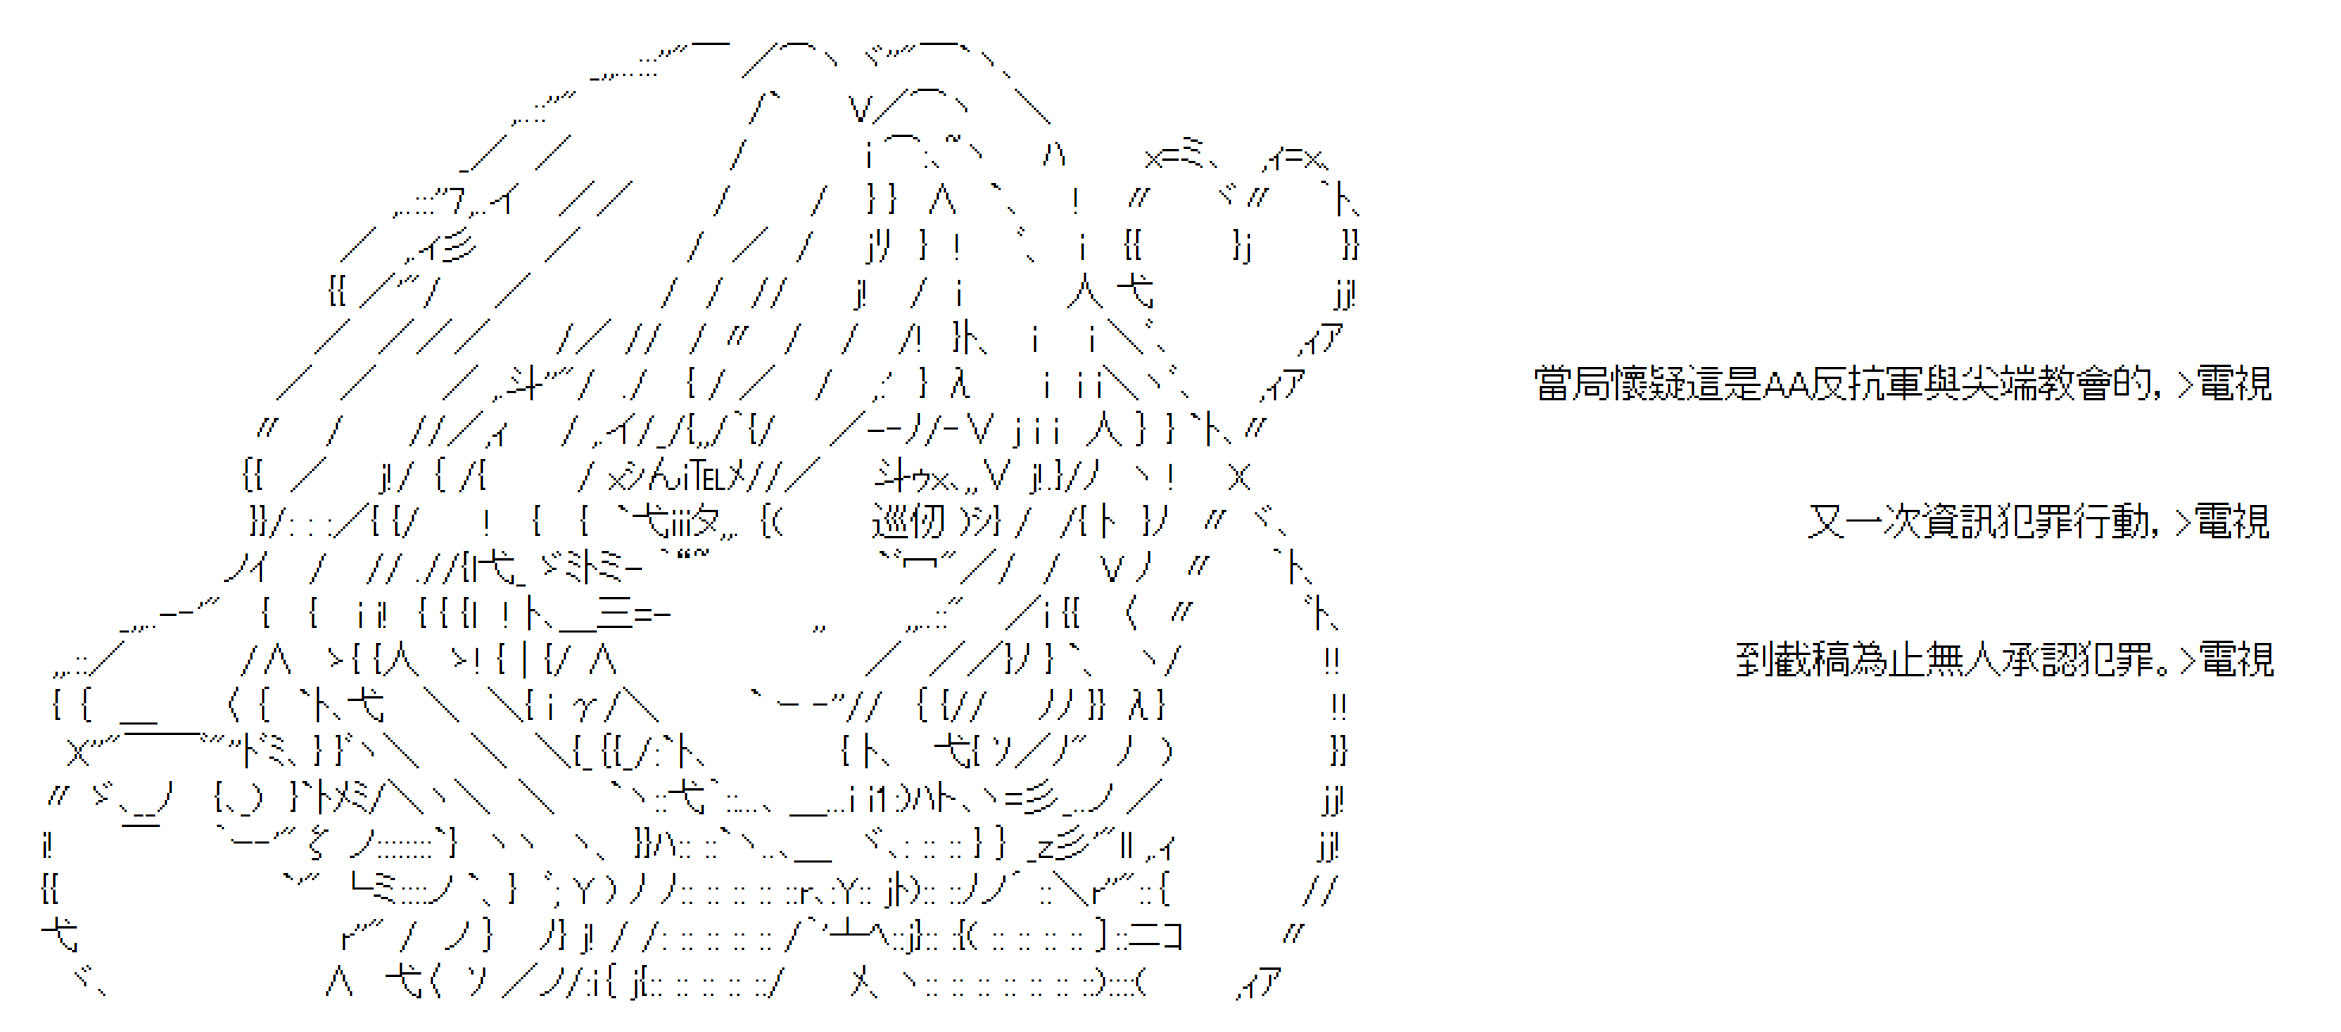 當局懷疑這是AA反抗軍與尖端教會的，>電視
又一次資訊犯罪行動，>電視
到截稿為止無人承認犯罪。>電視